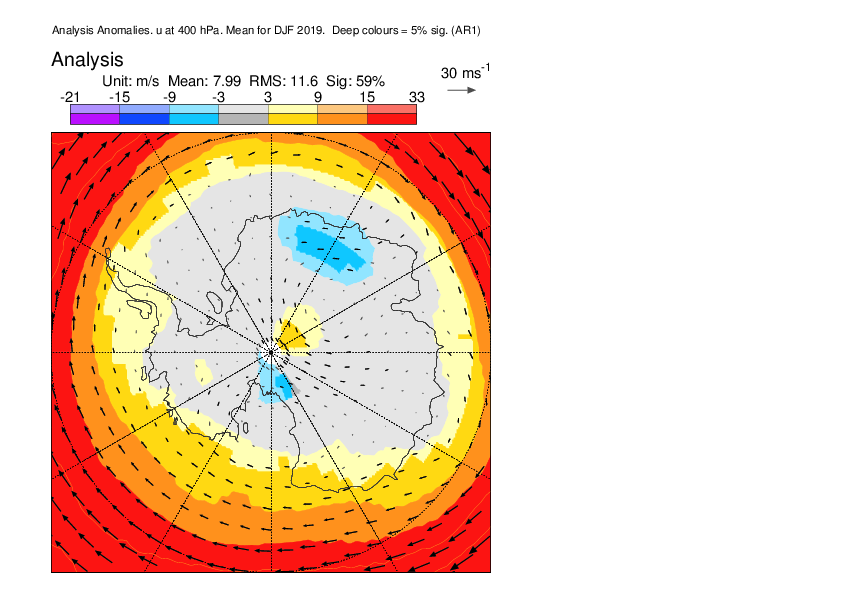 Analysis Anomalies. u at 400 hPa. Mean for DJF 2019.  Deep colours = 5% sig. (AR1)
Analysis
30 ms-1
Unit: m/s  Mean: 7.99  RMS: 11.6  Sig: 59%
-21 -15 -9 -3 3 9 15 33